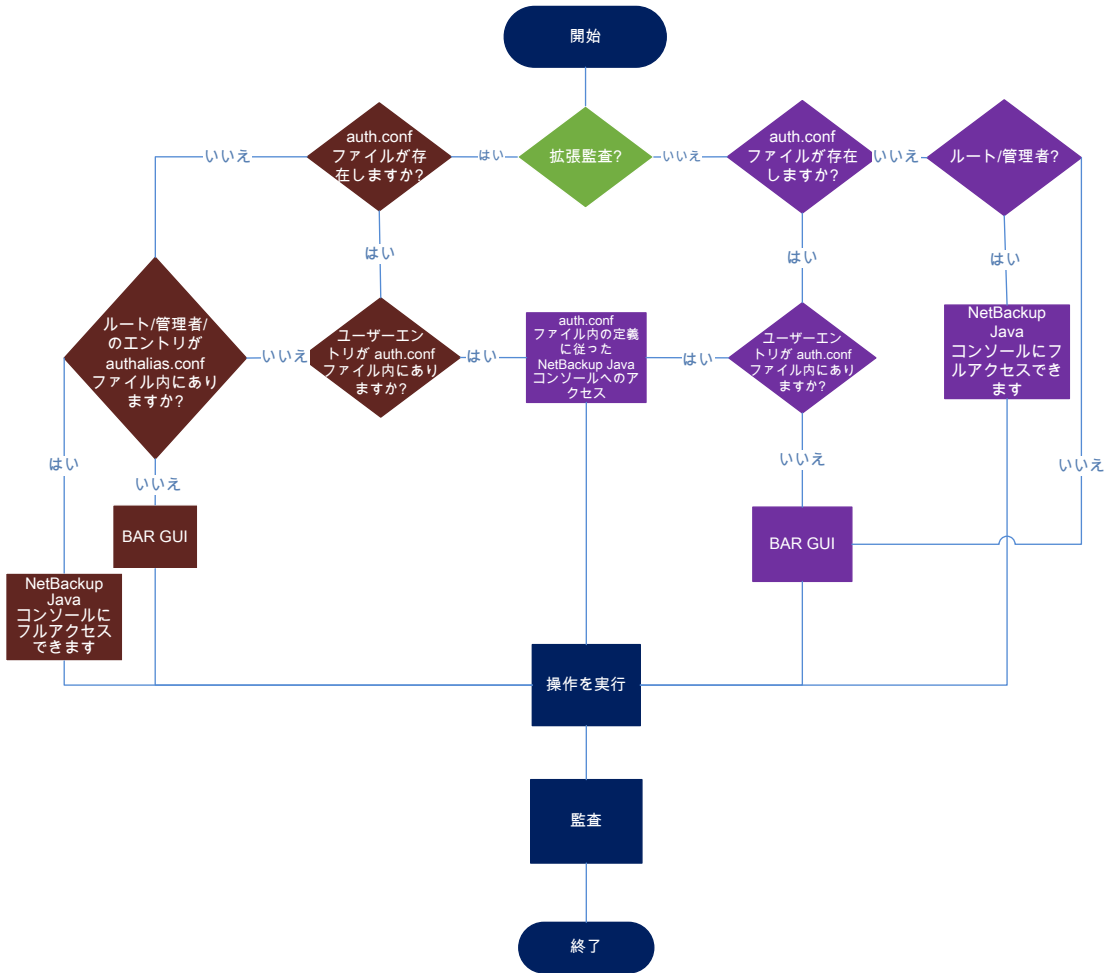 開始
auth.conf
ファイルが存
在しますか?
拡張監査?
auth.conf
ファイルが存在
しますか?
ルート/管理者?
いいえ
はい
いいえ
いいえ
はい
はい
はい
ルート/管理者/
のエントリが
authalias.conf
ファイル内にあり
ますか?
いいえ
ユーザーエン
トリが auth.conf
ファイル内にあり
ますか?
はい
auth.conf
ファイル内の定義
に従った
NetBackup Java
コンソールへのア
クセス
はい
ユーザーエン
トリが auth.conf
ファイル内にあり
ますか?
NetBackup
Java
コンソールにフ
ルアクセスでき
ます
はい
いいえ
いいえ
いいえ
BAR GUI
BAR GUI
NetBackup
Java
コンソールに
フルアクセス
できます
操作を実行
監査
終了